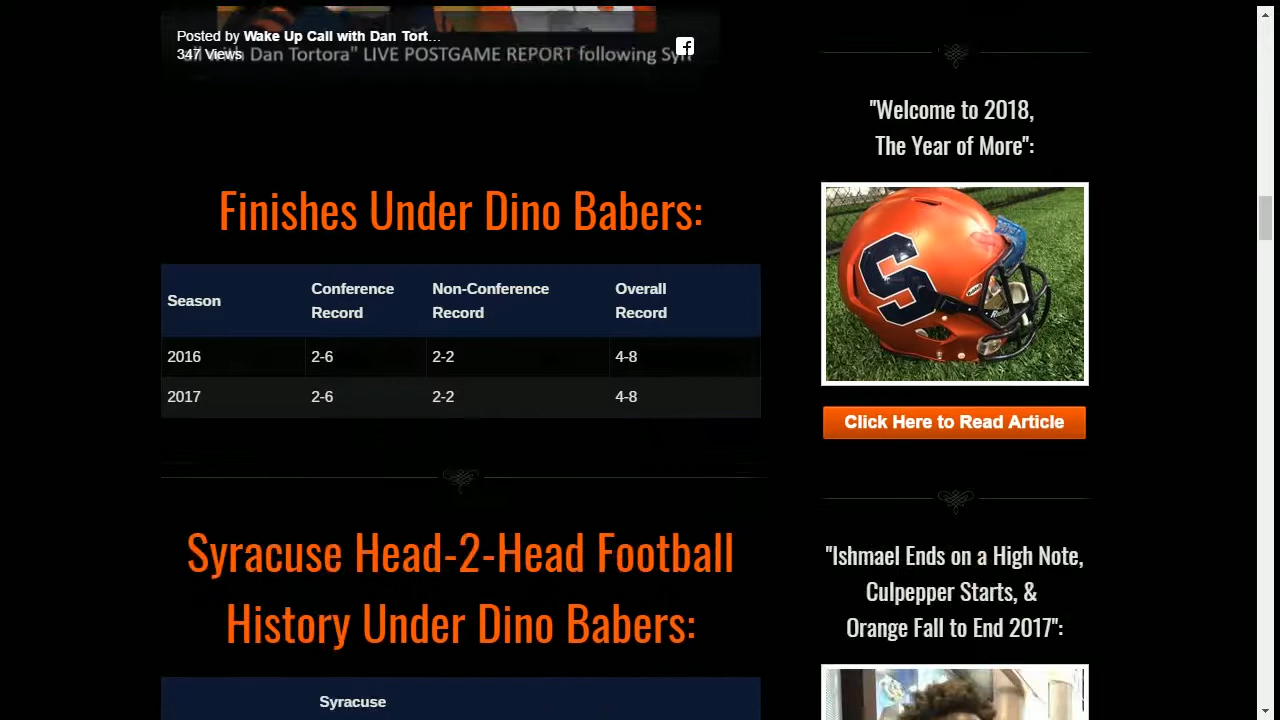 Posted by Wake Up Call with Dan Tort...
347 Views
with Dan Tortora" LIVE POSTGAME REPORT following
Finishes Under Dino Babers:
Season Conference Record Non-Conference Record Overall Record
2016 2-6 2-2 4-8
2017 2-6 2-2 4-8
Syracuse Head-2-Head Football
History Under Dino Babers:
Syracuse
"Welcome to 2018,
The Year of More":
S
Click Here to Read Article
"Ishmael Ends on a High Note,
Culpepper Starts, &
Orange Fall to End 2017":